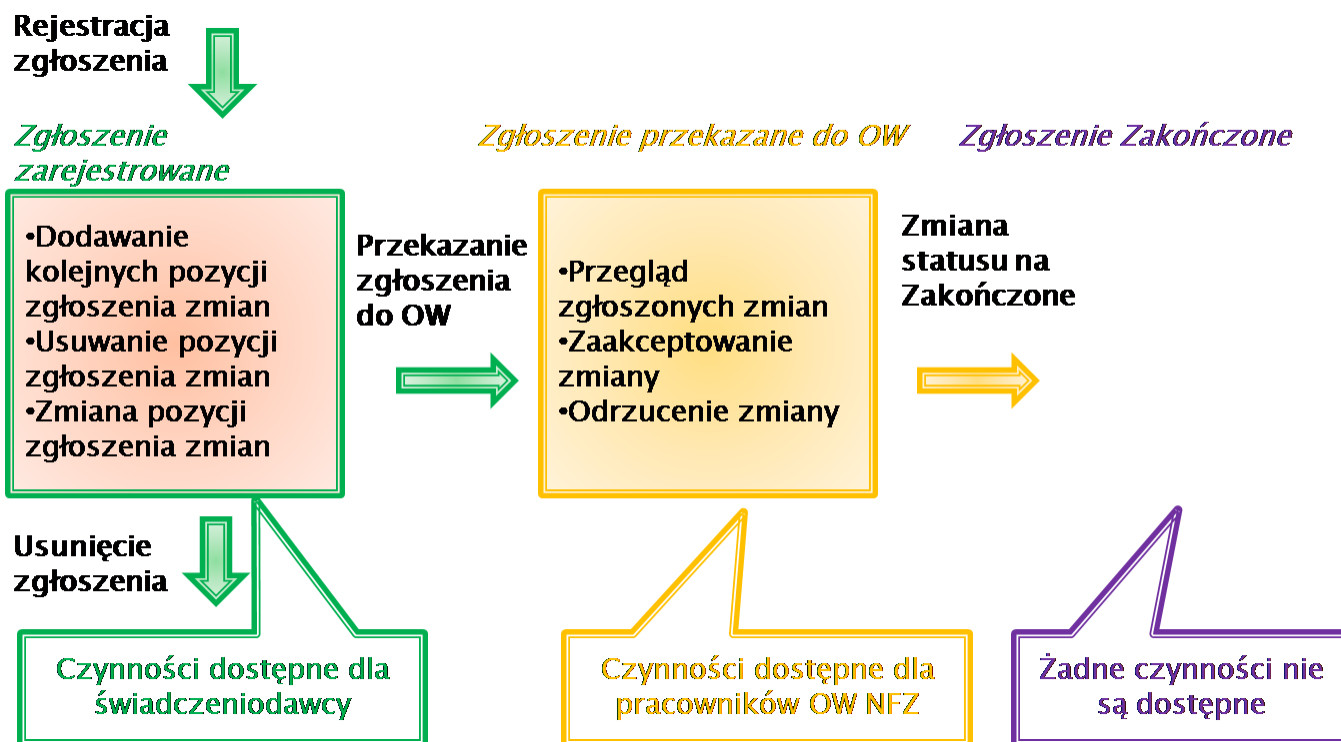 Rejestracja
zgłoszenia
Zgłoszenie
zarejestrowane
Zgłoszenie przekazane do OW
Zgłoszenie Zakończone
•Dodawanie
kolejnych pozycji
zgłoszenia zmian
•Usuwanie pozycji
zgłoszenia zmian
•Zmiana pozycji
zgłoszenia zmian
Przekazanie
zgłoszenia
do OW
•Przegląd
zgłoszonych zmian
•Zaakceptowanie
zmiany
•Odrzucenie zmiany
Zmiana
statusu na
Zakończone
Usunięcie
zgłoszenia
Czynności dostępne dla
świadczeniodawcy
Czynności dostępne dla
pracowników OW NFZ
Żadne czynności nie
są dostępne